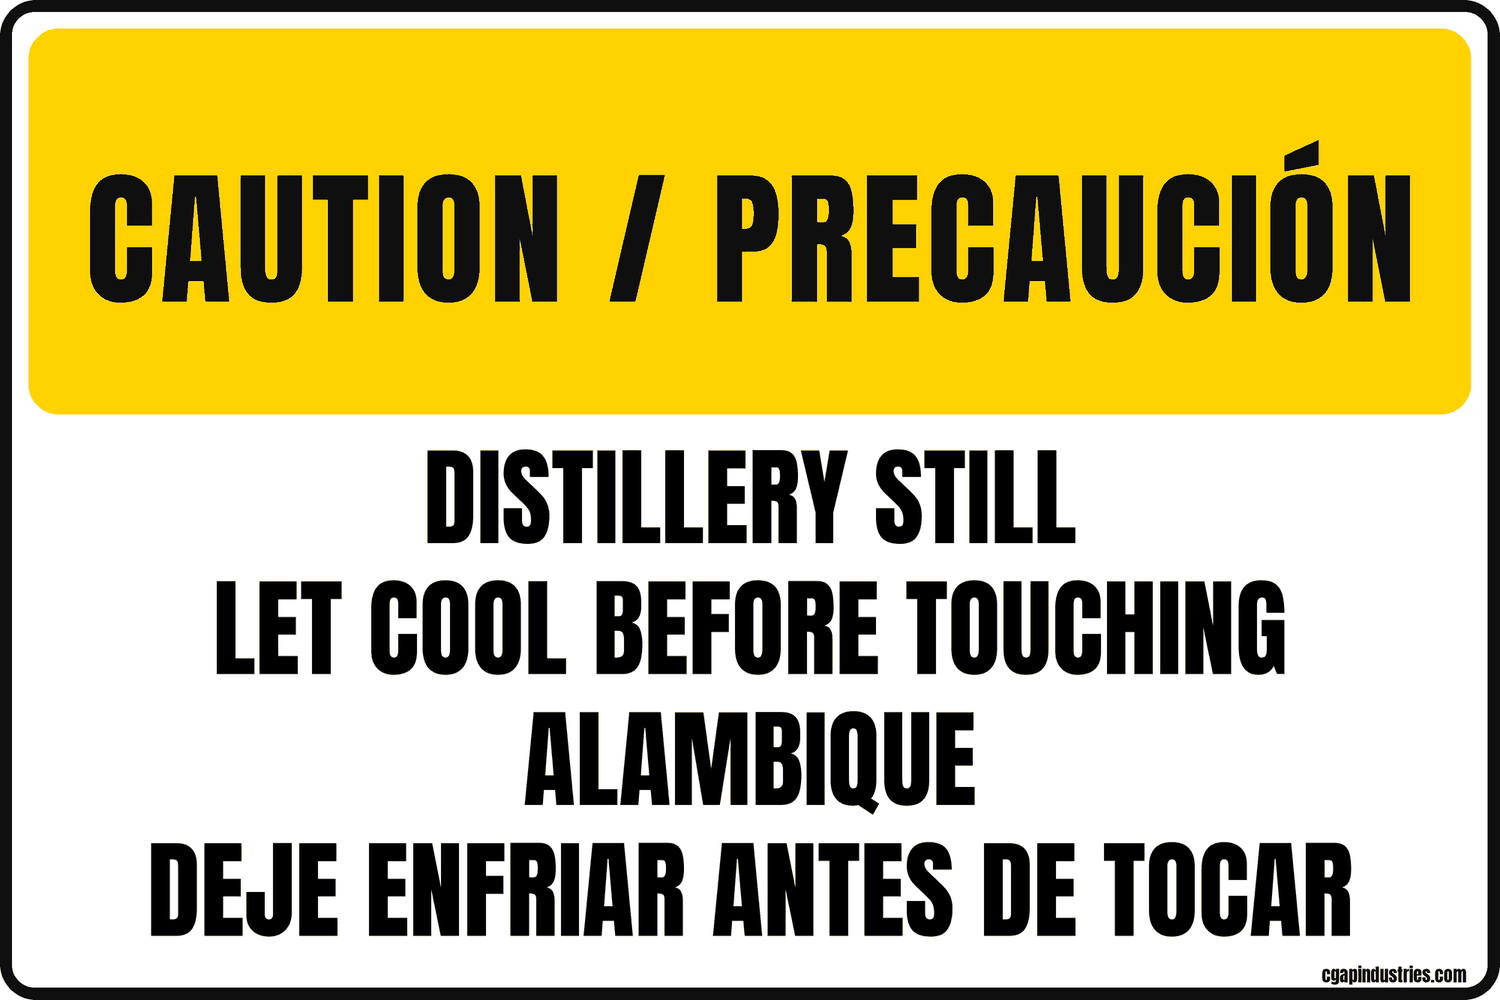 CAUTION / PRECAUCIÓN
DISTILLERY STILL
LET COOL BEFORE TOUCHING
ALAMBIQUE
DEJE ENFRIAR ANTES DE TOCAR
cgapindustries.com